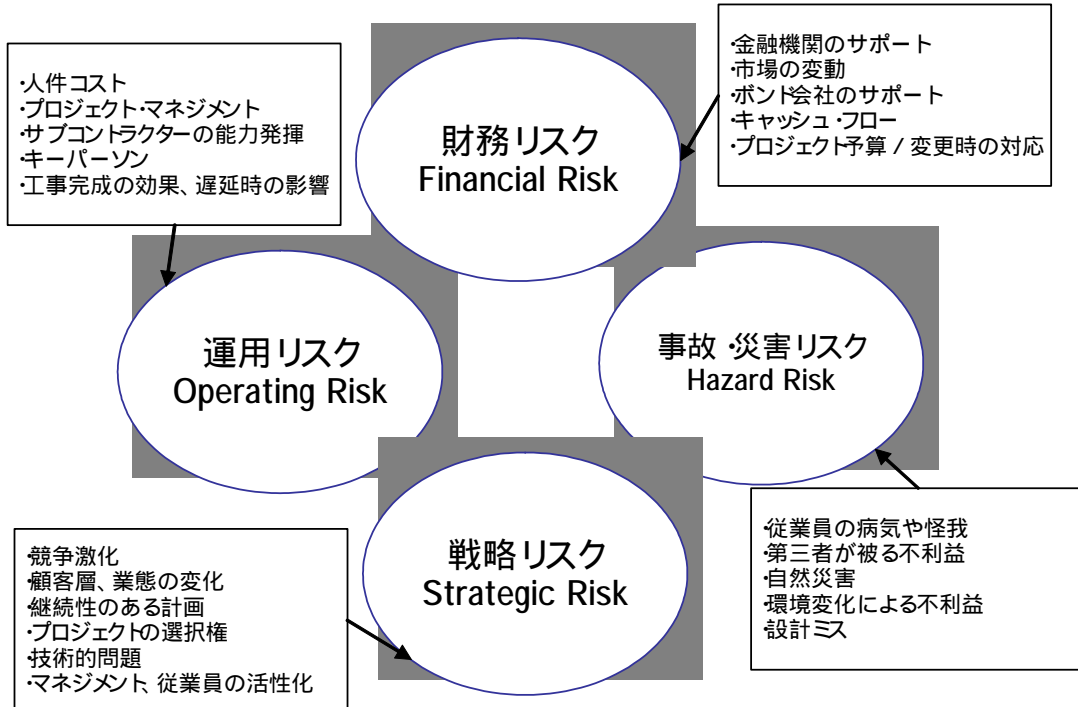 ・人件コスト
・プロジェクト・マネジメント
・サブコントラクターの能力発揮
・キーパーソン
・工事完成の効果、遅延時の影響
財務リスク
Financial Risk
・金融機関のサポート
・市場の変動
・ボンド会社のサポート
・キャッシュ・フロー
・プロジェクト予算 / 変更時の対応
運用リスク
Operating Risk
事故・災害リスク
Hazard Risk
・競争激化
・顧客層、業態の変化
・継続性のある計画
・プロジェクトの選択権
・技術的問題
・マネジメント、従業員の活性化
戦略リスク
Strategic Risk
・従業員の病気や怪我
・第三者が被る不利益
・自然災害
・環境変化による不利益
・設計ミス